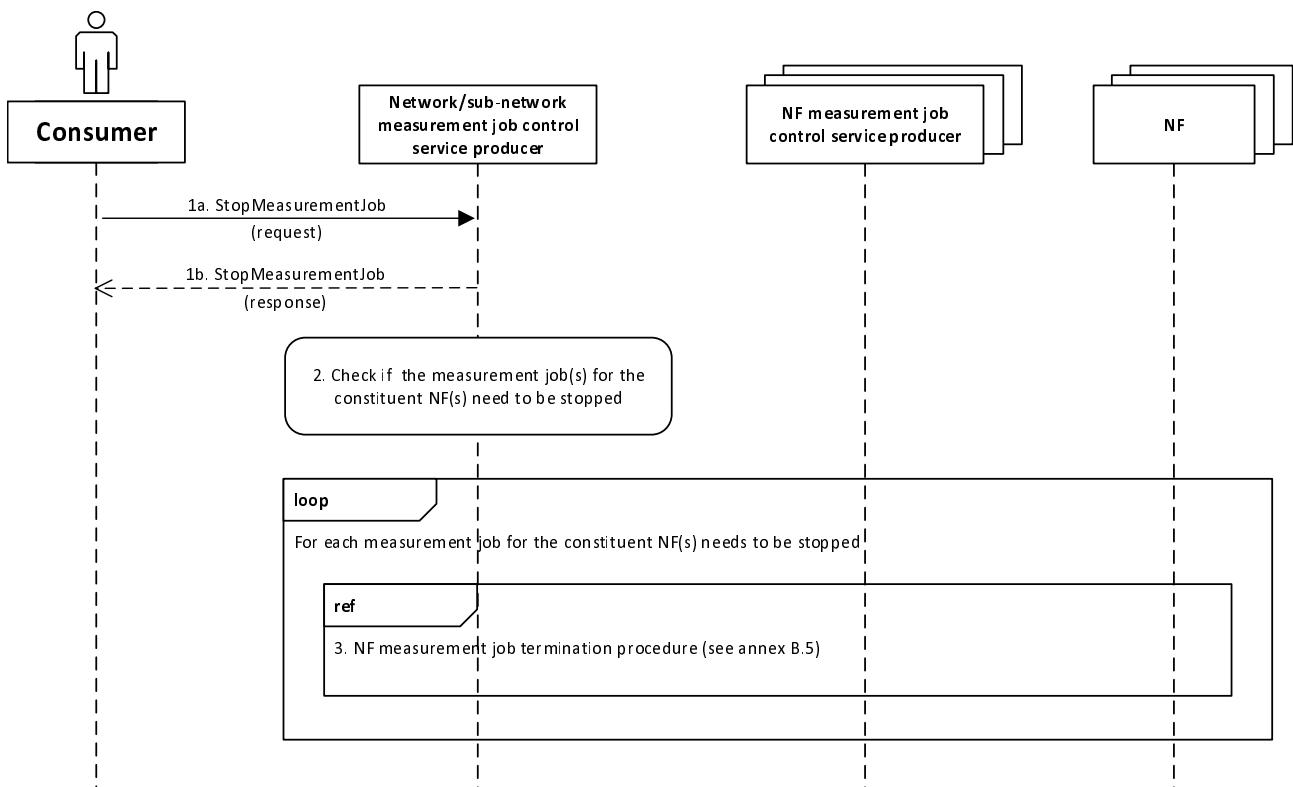 Consumer
Network/sub-network
measurement job control
service producer
NF measurement job
control service producer
NF
1a. StopMeasurementJob
(request)
1b. StopMeasurementJob
(response)
2. Check if the measurement job(s) for the
constituent NF(s) need to be stopped
loop
For each measurement job for the constituent NF(s) needs to be stopped
ref
3. NF measurement job termination procedure (see annex B.5)